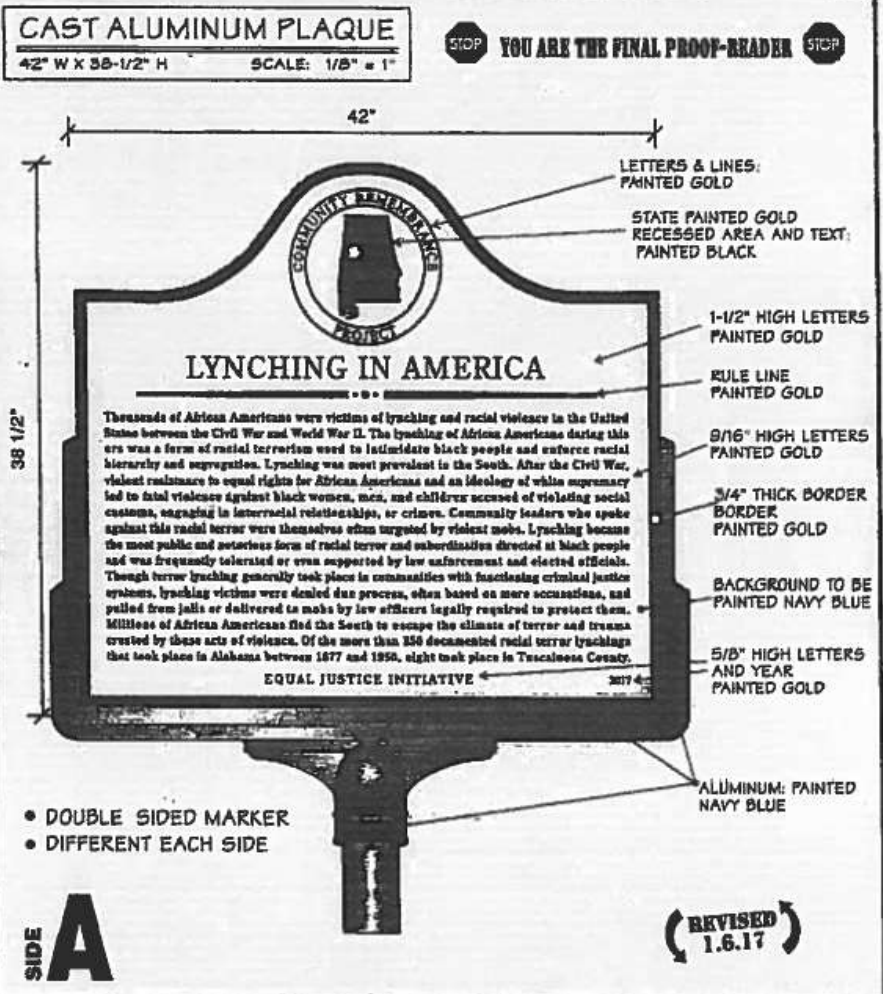 CAST ALUMINUM PLAQUE
42" W X 38-1/2" H SCALE: 1/8" = 1"
STOP YOU ARE THE FINAL PROOF-READER STOP
42"
38 1/2"
LETTERS & LINES:
PAINTED GOLD
STATE PAINTED GOLD
RECESSED AREA AND TEXT:
PAINTED BLACK
COMMUNITY REMEMBRANCE
PROJECT
1-1/2" HIGH LETTERS
PAINTED GOLD
LYNCHING IN AMERICA
RULE LINE
PAINTED GOLD
Thousands of African Americans were victims of lynching and racial violence in the United
States between the Civil War and World War II. The lynching of African Americans during this
era was a form of racial terrorism used to intimidate black people and enforce racial
hierarchy and segregation. Lynching was most prevalent in the South. After the Civil War,
violent resistance to equal rights for African Americans and an ideology of white supremacy
led to fatal violence against black women, men, and children accused of violating social
customs, engaging in interracial relationships, or crimes. Community leaders who spoke
against this racial terror were themselves often targeted by violent mobs. Lynching became
the most public and notorious form of racial terror and subordination directed at black people
and was frequently tolerated or even supported by law enforcement and elected officials.
Though terror lynching generally took place in communities with functioning criminal justice
systems, lynching victims were denied due process, often based on mere accusations, and
pulled from jails or delivered to mobs by law officers legally required to protect them.
Millions of African Americans fled the South to escape the climate of terror and trauma
created by these acts of violence. Of the more than 350 documented racial terror lynchings
that took place in Alabama between 1877 and 1950, eight took place in Tuscaloosa County.
EQUAL JUSTICE INITIATIVE 2017
9/16" HIGH LETTERS
PAINTED GOLD
3/4" THICK BORDER
BORDER
PAINTED GOLD
BACKGROUND TO BE
PAINTED NAVY BLUE
5/8" HIGH LETTERS
AND YEAR
PAINTED GOLD
ALUMINUM: PAINTED
NAVY BLUE
● DOUBLE SIDED MARKER
● DIFFERENT EACH SIDE
SIDE A
REVISED
1.6.17